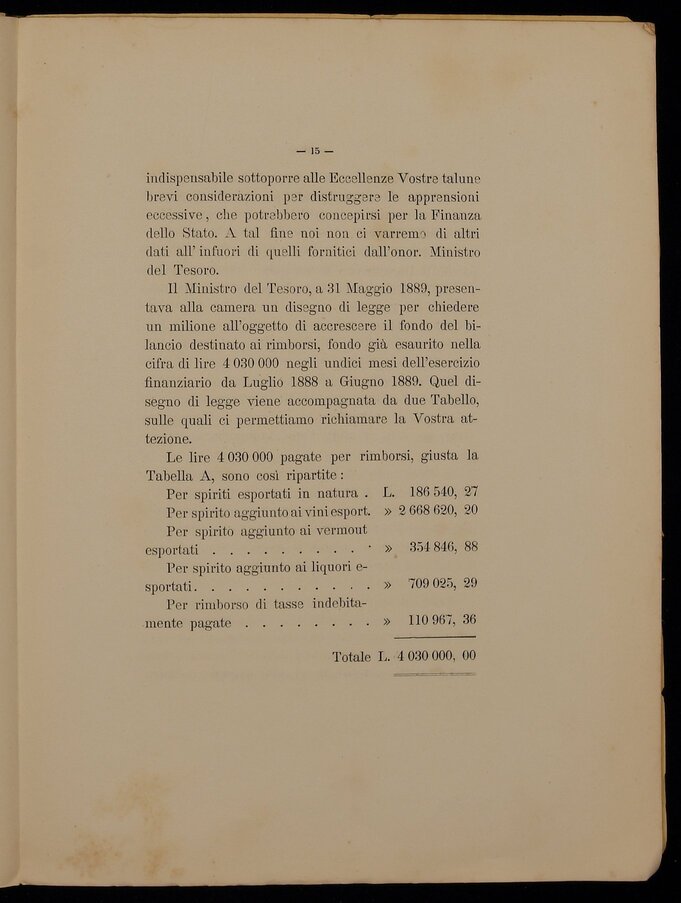 — 15 —
indispensabile sottoporre alle Eccellenze Vostre talune
brevi considerazioni per distruggere le apprensioni
eccessive, che potrebbero concepirsi per la Finanza
dello Stato. A tal fine noi non ci varremo di altri
dati all'infuori di quelli fornitici dall'onor. Ministro
del Tesoro.
Il Ministro del Tesoro, a 31 Maggio 1889, presen-
tava alla camera un disegno di legge per chiedere
un milione all'oggetto di accrescere il fondo del bi-
lancio destinato ai rimborsi, fondo già esaurito nella
cifra di lire 4 030 000 negli undici mesi dell'esercizio
finanziario da Luglio 1888 a Giugno 1889. Quel di-
segno di legge viene accompagnata da due Tabello,
sulle quali ci permettiamo richiamare la Vostra at-
tezione.
Le lire 4 030 000 pagate per rimborsi, giusta la
Tabella A, sono così ripartite :
Per spiriti esportati in natura . L. 186 540, 27
Per spirito aggiunto ai vini esport. » 2 668 620, 20
Per spirito aggiunto ai vermout
esportati . . . . . . . . . . » 354 846, 88
Per spirito aggiunto ai liquori e-
sportati. . . . . . . . . . . » 709 025, 29
Per rimborso di tasse indebita-
mente pagate . . . . . . . . » 110 967, 36
Totale L. 4 030 000, 00